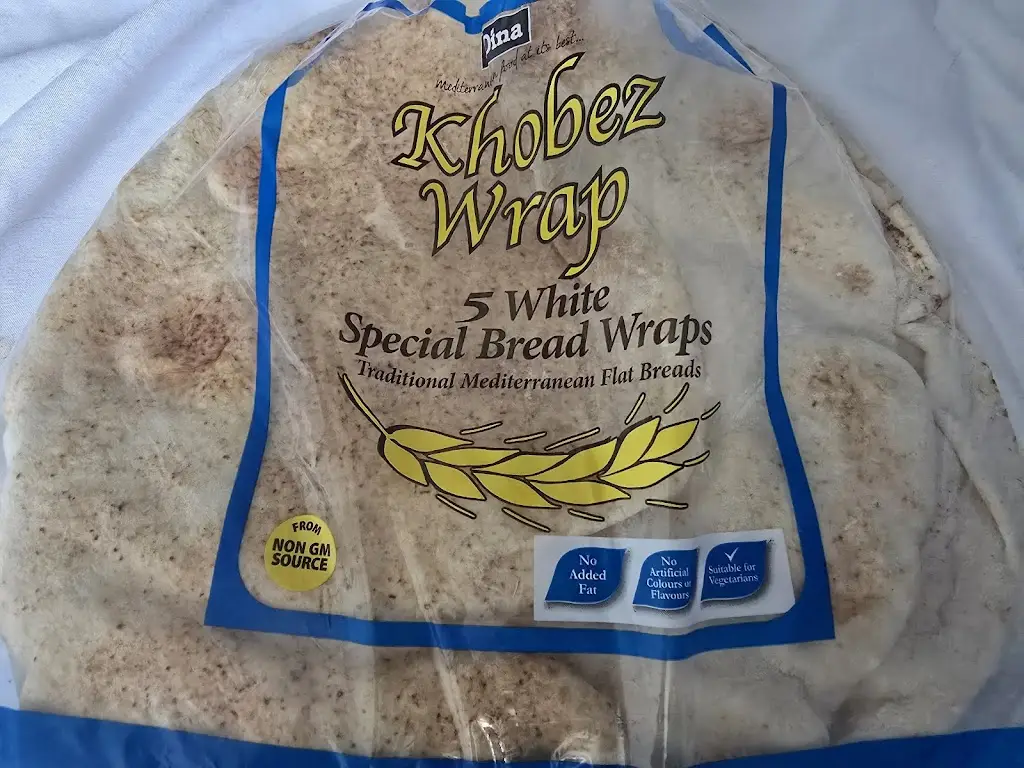 Dina
mediterranean food at its best...
Khobez
Wrap
5 White
Special Bread Wraps
Traditional Mediterranean Flat Breads
FROM
NON GM
SOURCE
No
Added
Fat
No
Artificial
Colours or
Flavours
Suitable for
Vegetarians